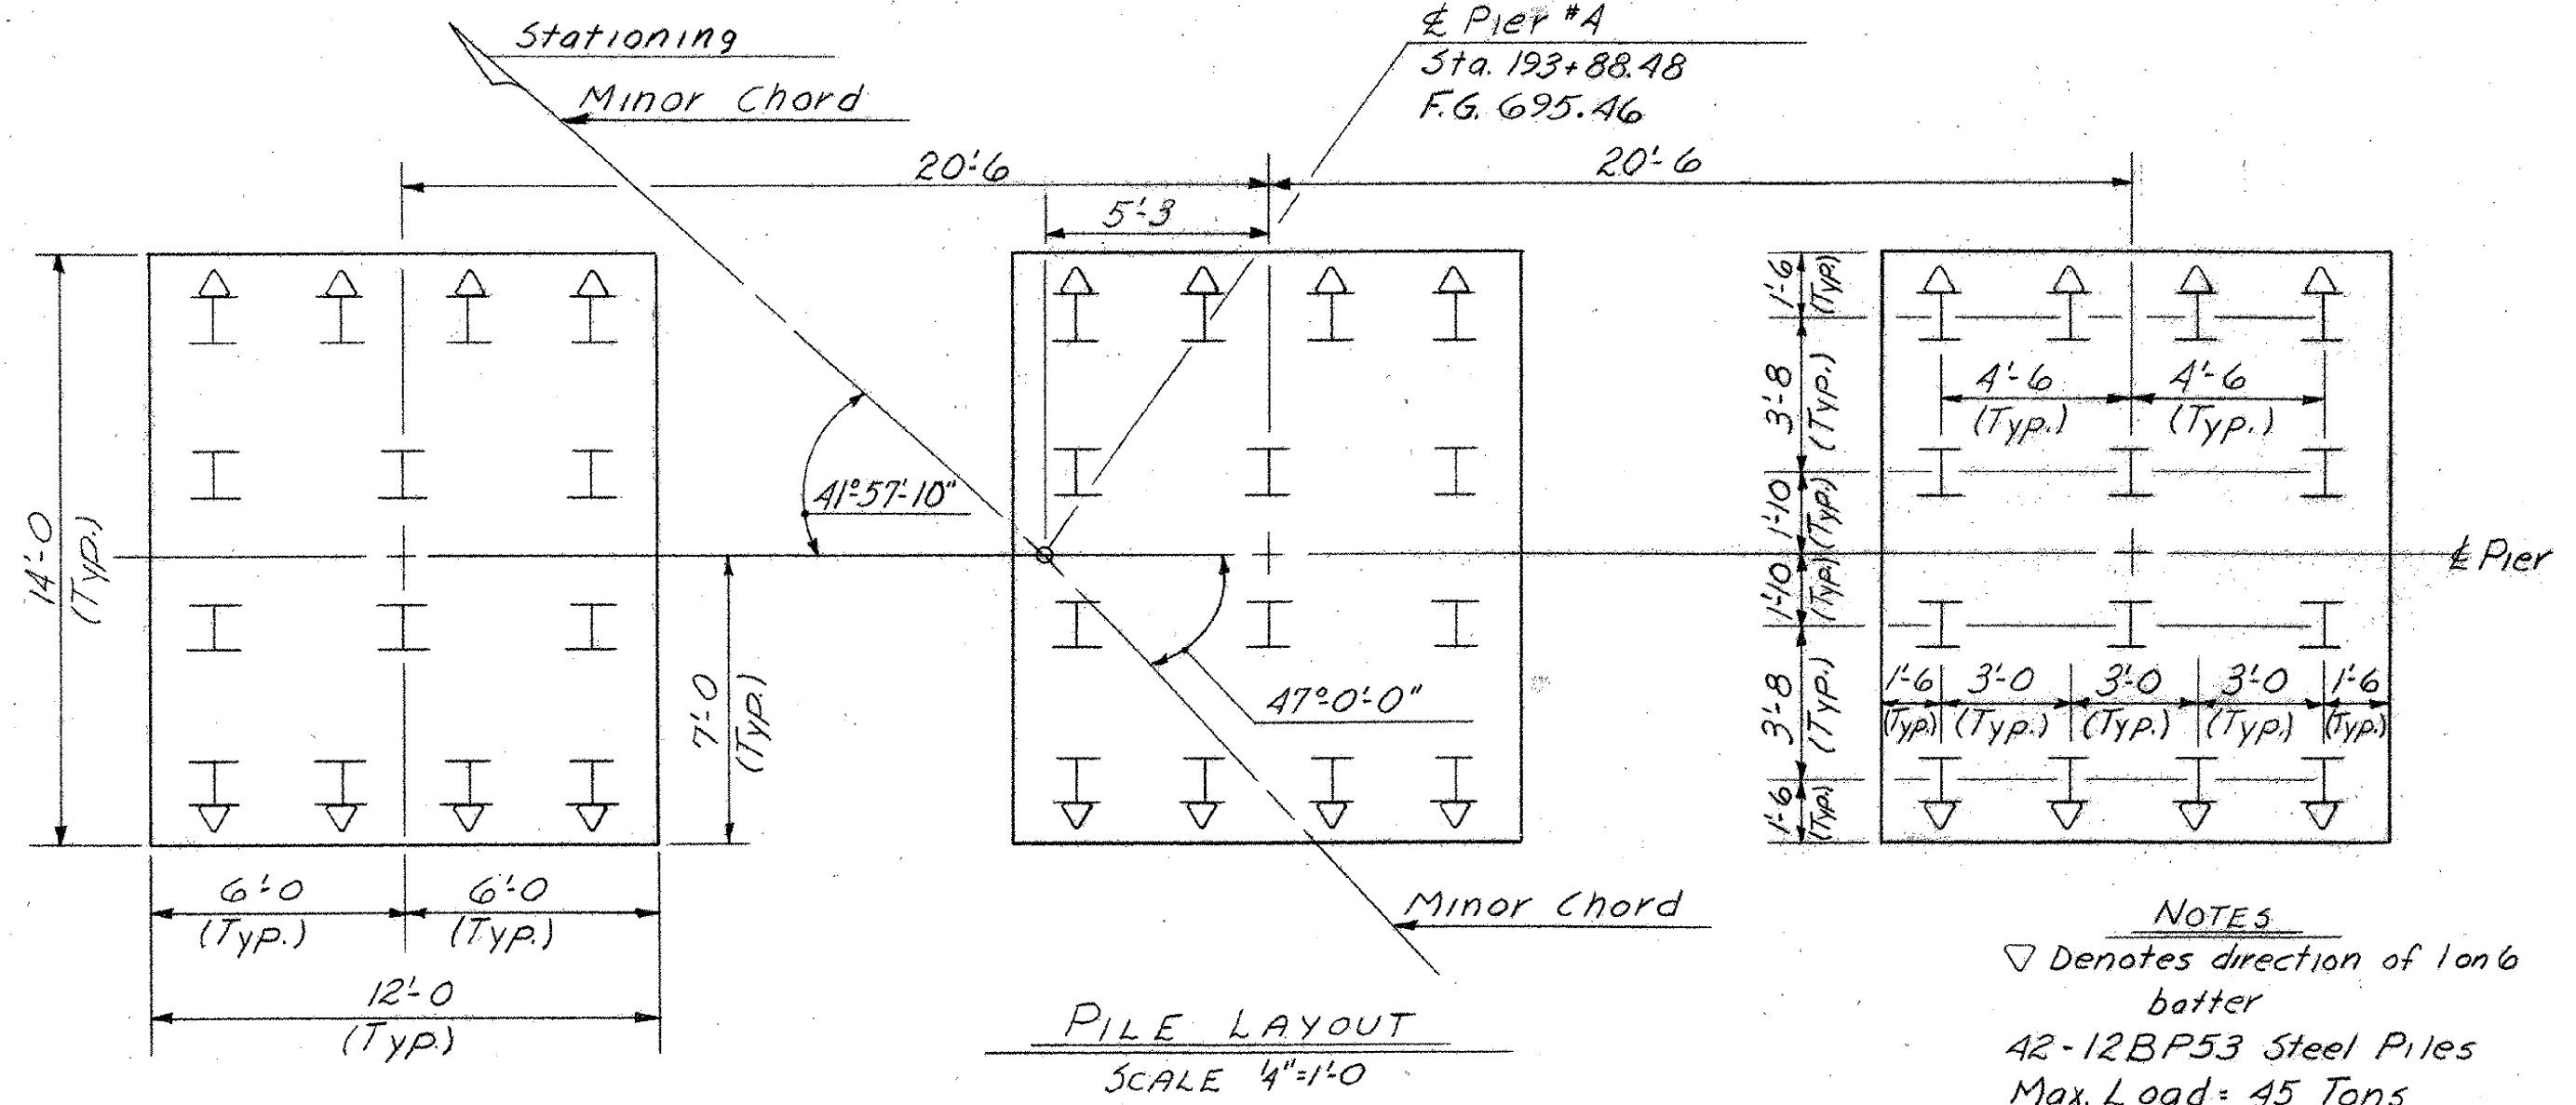 Stationing
Minor Chord
℄ Pier #4
Sta. 193+88.48
F.G. 695.46
20'-6
20'-6
5'-3
1'-6
(Typ.)
3'-8
(Typ.)
4'-6
(Typ.)
4'-6
(Typ.)
41°-57'-10"
1'-10
(Typ.)
14'-0
(Typ.)
℄ Pier
1'-10
(Typ.)
7'-0
(Typ.)
47°-0'-0"
3'-8
(Typ.)
1'-6
(Typ.)
3'-0
(Typ.)
3'-0
(Typ.)
3'-0
(Typ.)
1'-6
(Typ.)
1'-6
(Typ.)
6'-0
(Typ.)
6'-0
(Typ.)
12'-0
(Typ.)
Minor Chord
PILE LAYOUT
SCALE 1/4"=1'-0
NOTES
▽ Denotes direction of 1 on 6
batter
42-12BP53 Steel Piles
Max. Load = 45 Tons